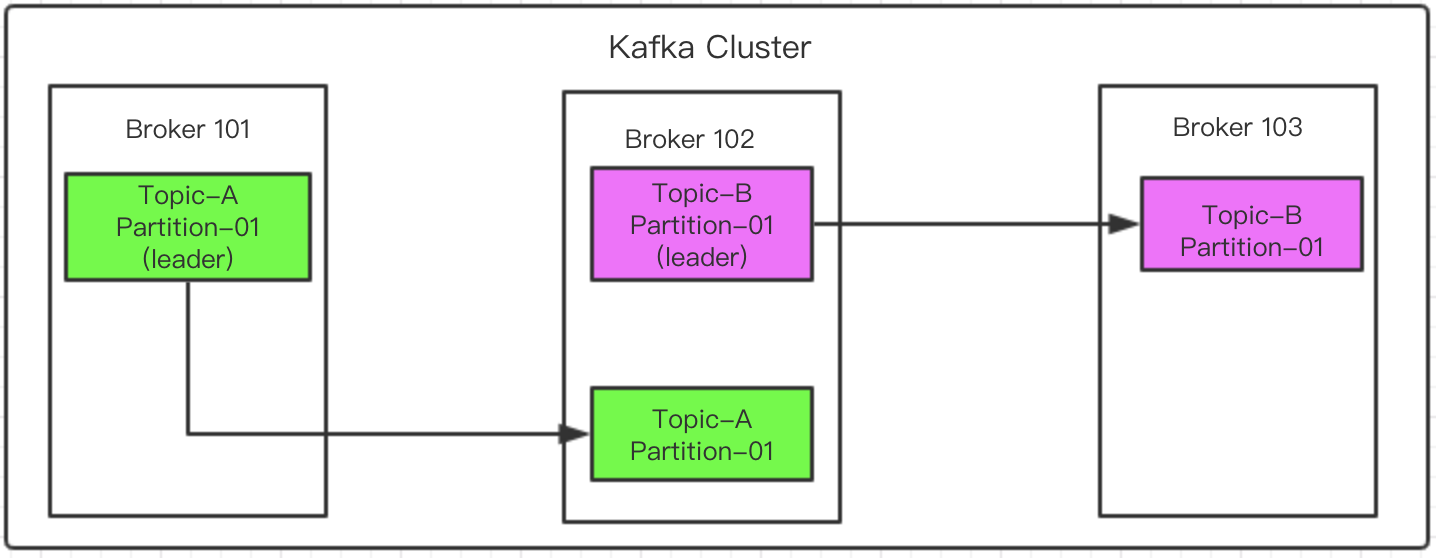 Kafka Cluster
Broker 101
Topic-A
Partition-01
(leader)
Broker 102
Topic-B
Partition-01
(leader)
Topic-A
Partition-01
Broker 103
Topic-B
Partition-01